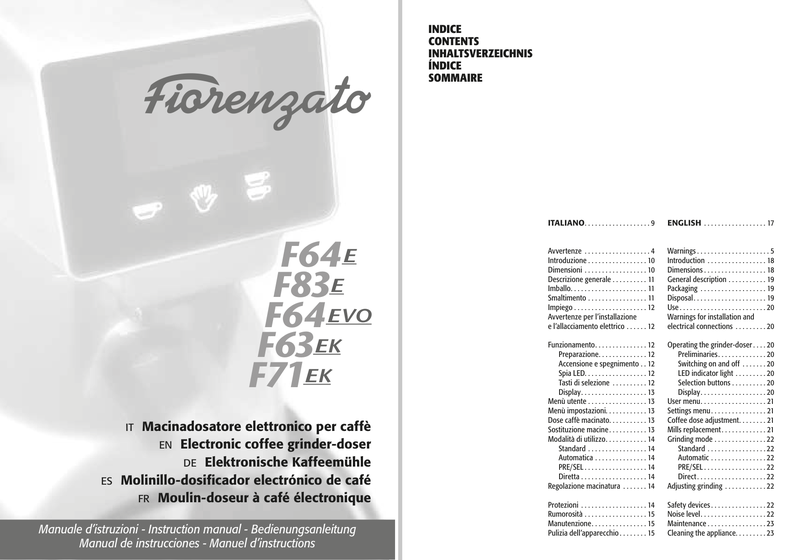 Fiorenzato
F64E
F83E
F64EVO
F63EK
F71EK
IT Macinadosatore elettronico per caffè
EN Electronic coffee grinder-doser
DE Elektronische Kaffeemühle
ES Molinillo-dosificador electrónico de café
FR Moulin-doseur à café électronique
Manuale d'istruzioni - Instruction manual - Bedienungsanleitung
Manual de instrucciones - Manuel d'instructions
INDICE
CONTENTS
INHALTSVERZEICHNIS
ÍNDICE
SOMMAIRE
ITALIANO. . . . . . . . . . . . . . . . . . . 9
Avvertenze . . . . . . . . . . . . . . . . . . . 4
Introduzione . . . . . . . . . . . . . . . . . 10
Dimensioni . . . . . . . . . . . . . . . . . . 10
Descrizione generale . . . . . . . . . . . 11
Imballo. . . . . . . . . . . . . . . . . . . . . 11
Smaltimento . . . . . . . . . . . . . . . . . 11
Impiego . . . . . . . . . . . . . . . . . . . . 12
Avvertenze per l'installazione
e l'allacciamento elettrico . . . . . . 12
Funzionamento. . . . . . . . . . . . . . . 12
Preparazione. . . . . . . . . . . . . . . 12
Accensione e spegnimento . . 12
Spia LED. . . . . . . . . . . . . . . . . . 12
Tasti di selezione . . . . . . . . . . . 12
Display. . . . . . . . . . . . . . . . . . . 13
Menù utente . . . . . . . . . . . . . . . . . 13
Menù impostazioni. . . . . . . . . . . . 13
Dose caffè macinato. . . . . . . . . . . 13
Sostituzione macine . . . . . . . . . . . 13
Modalità di utilizzo. . . . . . . . . . . . 14
Standard . . . . . . . . . . . . . . . . . 14
Automatica . . . . . . . . . . . . . . . 14
PRE/SEL . . . . . . . . . . . . . . . . . . 14
Diretta . . . . . . . . . . . . . . . . . . . 14
Regolazione macinatura . . . . . . . 14
Protezioni . . . . . . . . . . . . . . . . . . . 14
Rumorosità . . . . . . . . . . . . . . . . . . 15
Manutenzione. . . . . . . . . . . . . . . . 15
Pulizia dell'apparecchio . . . . . . . . 15
ENGLISH . . . . . . . . . . . . . . . . . . 17
Warnings . . . . . . . . . . . . . . . . . . . . 5
Introduction . . . . . . . . . . . . . . . . . 18
Dimensions . . . . . . . . . . . . . . . . . . 18
General description . . . . . . . . . . . 19
Packaging . . . . . . . . . . . . . . . . . . 19
Disposal. . . . . . . . . . . . . . . . . . . . 19
Use. . . . . . . . . . . . . . . . . . . . . . . . 20
Warnings for installation and
electrical connections . . . . . . . . . 20
Operating the grinder-doser . . . . 20
Preliminaries. . . . . . . . . . . . . . . 20
Switching on and off . . . . . . . 20
LED indicator light . . . . . . . . . 20
Selection buttons . . . . . . . . . . 20
Display. . . . . . . . . . . . . . . . . . . 20
User menu. . . . . . . . . . . . . . . . . . . 21
Settings menu . . . . . . . . . . . . . . . . 21
Coffee dose adjustment. . . . . . . . 21
Mills replacement . . . . . . . . . . . . . 21
Grinding mode . . . . . . . . . . . . . . . 22
Standard . . . . . . . . . . . . . . . . . 22
Automatic . . . . . . . . . . . . . . . . 22
PRE/SEL . . . . . . . . . . . . . . . . . . 22
Direct . . . . . . . . . . . . . . . . . . . . 22
Adjusting grinding . . . . . . . . . . . . 22
Safety devices . . . . . . . . . . . . . . . . 22
Noise level. . . . . . . . . . . . . . . . . . . 22
Maintenance . . . . . . . . . . . . . . . . 23
Cleaning the appliance. . . . . . . . . 23